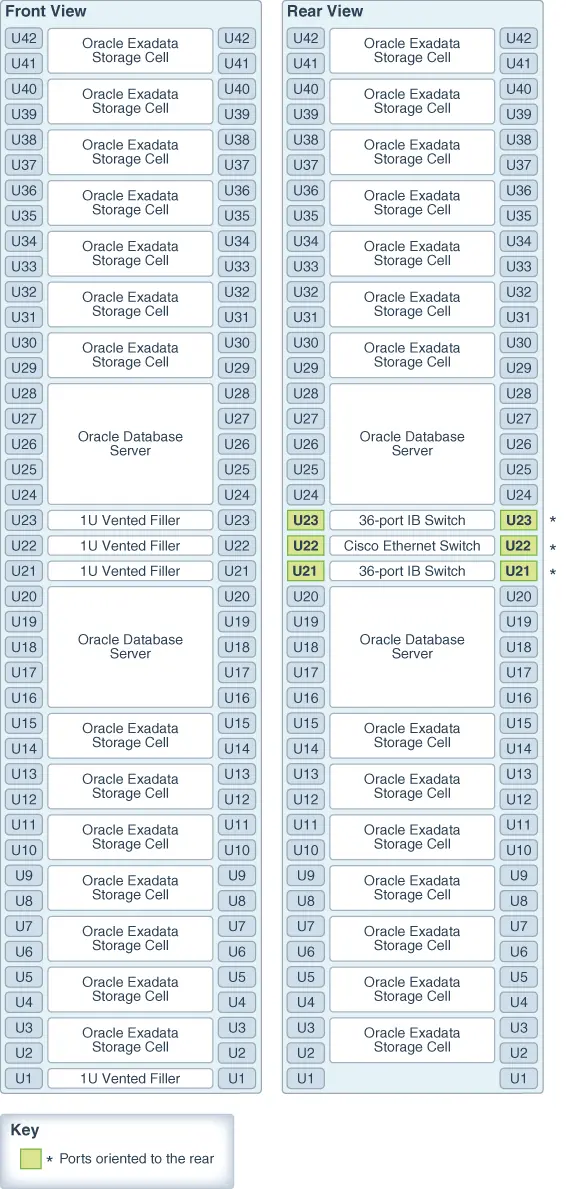 Front View
U42 Oracle Exadata U42
U41 Storage Cell U41
U40 Oracle Exadata U40
U39 Storage Cell U39
U38 Oracle Exadata U38
U37 Storage Cell U37
U36 Oracle Exadata U36
U35 Storage Cell U35
U34 Oracle Exadata U34
U33 Storage Cell U33
U32 Oracle Exadata U32
U31 Storage Cell U31
U30 Oracle Exadata U30
U29 Storage Cell U29
U28 U28
U27 U27
U26 Oracle Database U26
Server
U25 U25
U24 U24
U23 1U Vented Filler U23
U22 1U Vented Filler U22
U21 1U Vented Filler U21
U20 U20
U19 U19
U18 Oracle Database U18
Server
U17 U17
U16 U16
U15 Oracle Exadata U15
U14 Storage Cell U14
U13 Oracle Exadata U13
U12 Storage Cell U12
U11 Oracle Exadata U11
U10 Storage Cell U10
U9 Oracle Exadata U9
U8 Storage Cell U8
U7 Oracle Exadata U7
U6 Storage Cell U6
U5 Oracle Exadata U5
U4 Storage Cell U4
U3 Oracle Exadata U3
U2 Storage Cell U2
U1 1U Vented Filler U1
Rear View
U42 Oracle Exadata U42
U41 Storage Cell U41
U40 Oracle Exadata U40
U39 Storage Cell U39
U38 Oracle Exadata U38
U37 Storage Cell U37
U36 Oracle Exadata U36
U35 Storage Cell U35
U34 Oracle Exadata U34
U33 Storage Cell U33
U32 Oracle Exadata U32
U31 Storage Cell U31
U30 Oracle Exadata U30
U29 Storage Cell U29
U28 U28
U27 U27
U26 Oracle Database U26
Server
U25 U25
U24 U24
U23 36-port IB Switch U23 *
U22 Cisco Ethernet Switch U22 *
U21 36-port IB Switch U21 *
U20 U20
U19 U19
U18 Oracle Database U18
Server
U17 U17
U16 U16
U15 Oracle Exadata U15
U14 Storage Cell U14
U13 Oracle Exadata U13
U12 Storage Cell U12
U11 Oracle Exadata U11
U10 Storage Cell U10
U9 Oracle Exadata U9
U8 Storage Cell U8
U7 Oracle Exadata U7
U6 Storage Cell U6
U5 Oracle Exadata U5
U4 Storage Cell U4
U3 Oracle Exadata U3
U2 Storage Cell U2
U1 U1
Key
* Ports oriented to the rear